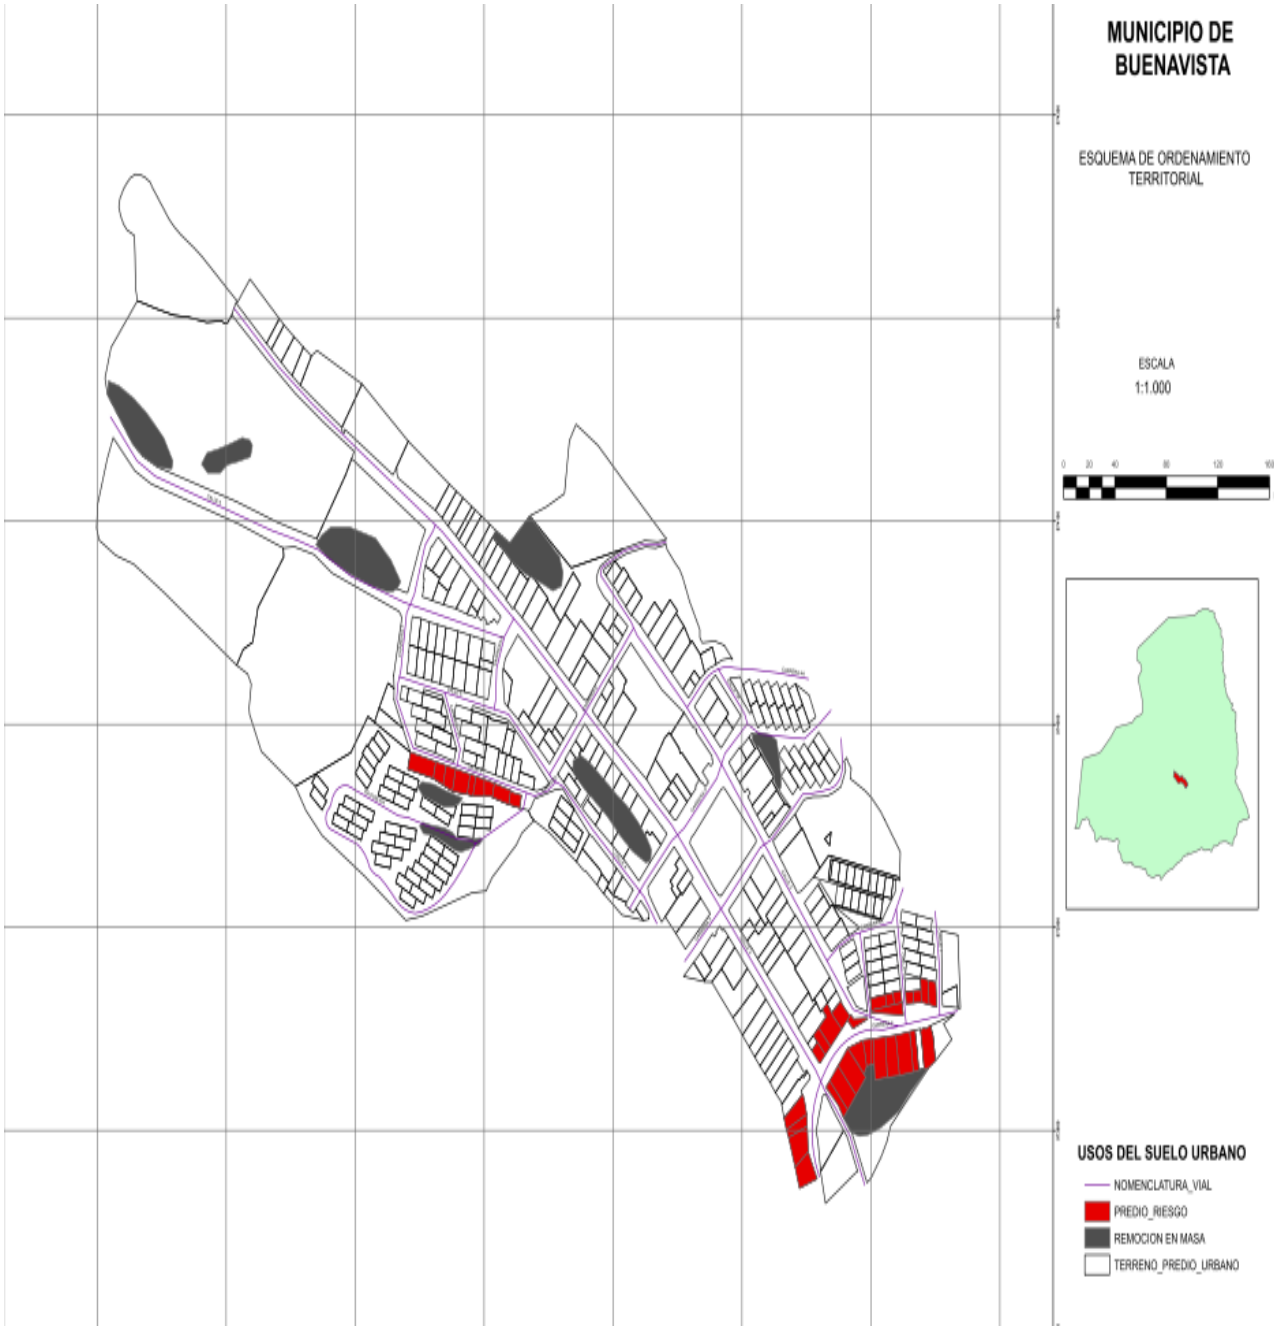 MUNICIPIO DE
BUENAVISTA
ESQUEMA DE ORDENAMIENTO
TERRITORIAL
ESCALA
1:1.000
0 20 40 80 120 160
USOS DEL SUELO URBANO
NOMENCLATURA_VIAL
PREDIO_RIESGO
REMOCION EN MASA
TERRENO_PREDIO_URBANO